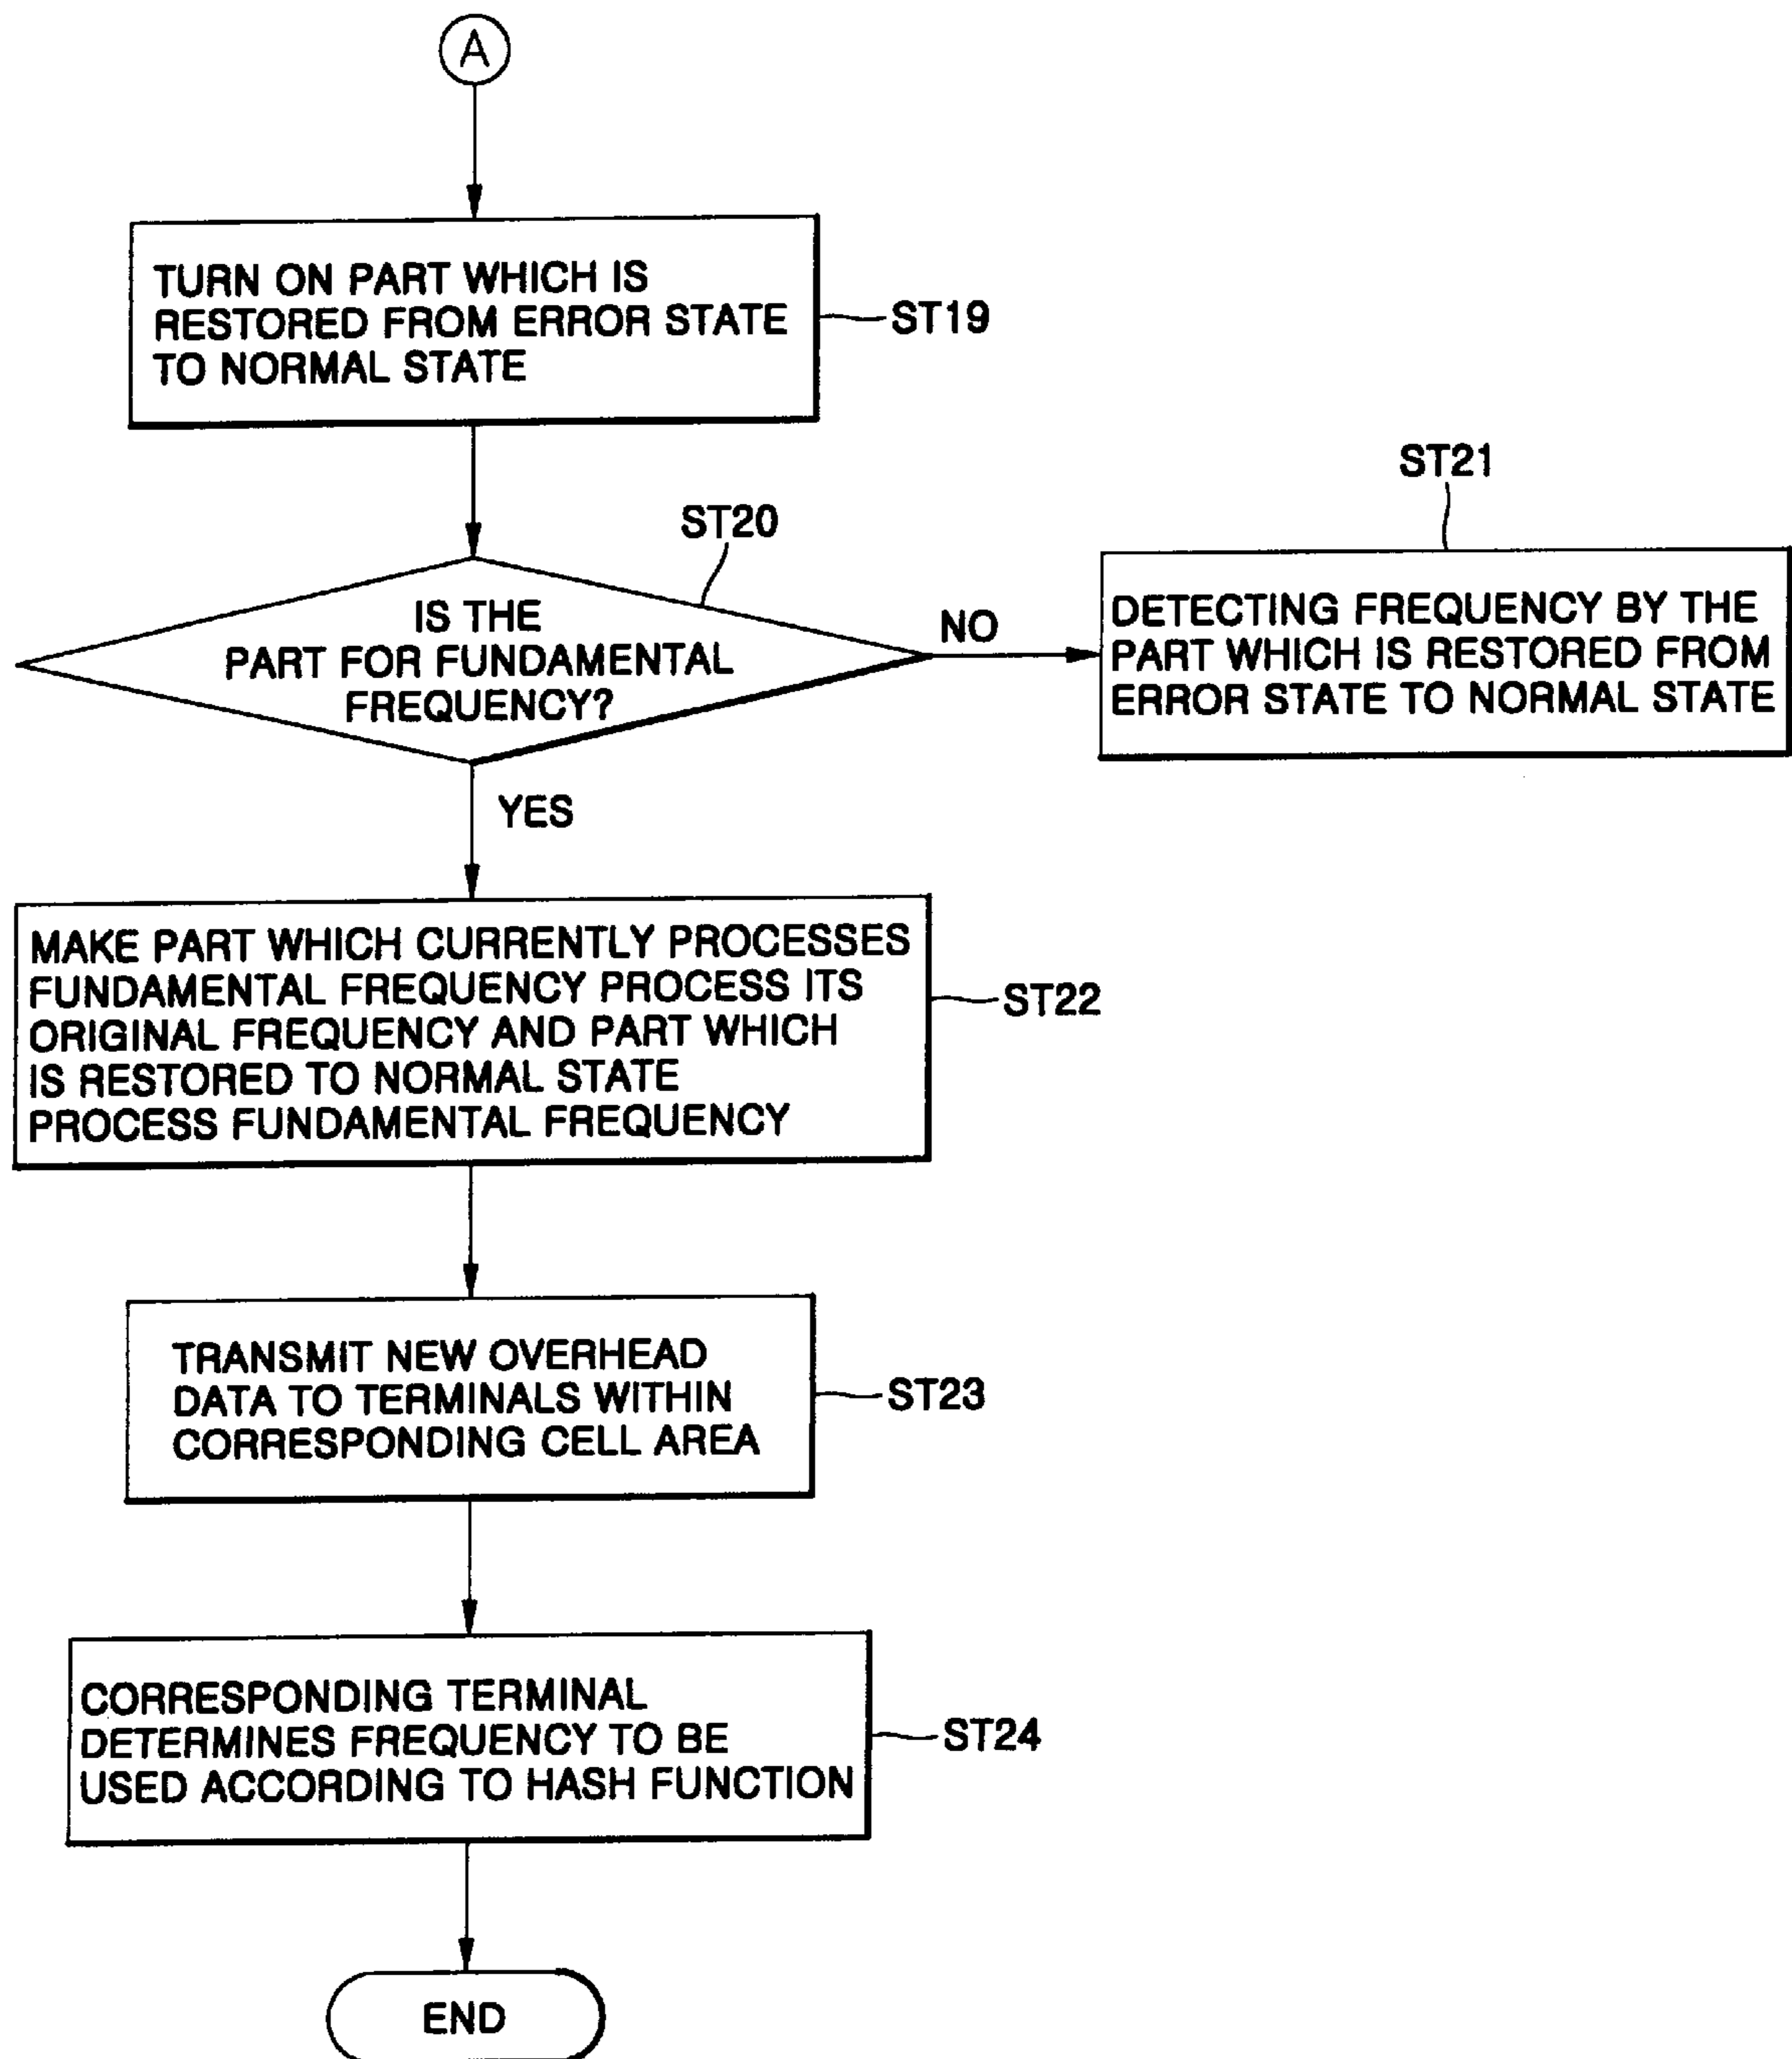 A
TURN ON PART WHICH IS
RESTORED FROM ERROR STATE
TO NORMAL STATE
ST19
ST20
IS THE
PART FOR FUNDAMENTAL
FREQUENCY?
NO
ST21
DETECTING FREQUENCY BY THE
PART WHICH IS RESTORED FROM
ERROR STATE TO NORMAL STATE
YES
MAKE PART WHICH CURRENTLY PROCESSES
FUNDAMENTAL FREQUENCY PROCESS ITS
ORIGINAL FREQUENCY AND PART WHICH
IS RESTORED TO NORMAL STATE
PROCESS FUNDAMENTAL FREQUENCY
ST22
TRANSMIT NEW OVERHEAD
DATA TO TERMINALS WITHIN
CORRESPONDING CELL AREA
ST23
CORRESPONDING TERMINAL
DETERMINES FREQUENCY TO BE
USED ACCORDING TO HASH FUNCTION
ST24
END